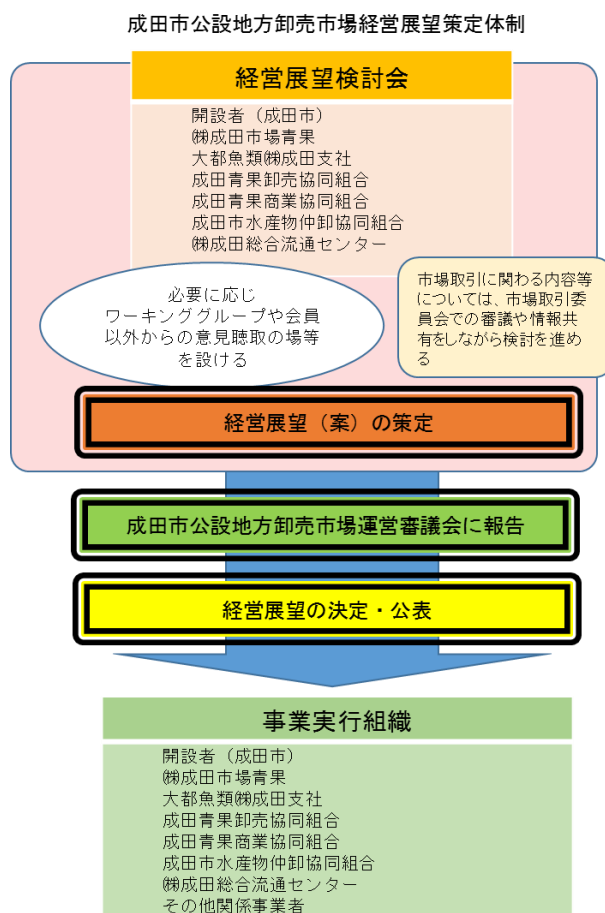 成田市公設地方卸売市場経営展望策定体制
経営展望検討会
開設者（成田市）
㈱成田市場青果
大都魚類㈱成田支社
成田青果卸売協同組合
成田青果商業協同組合
成田市水産物仲卸協同組合
㈱成田総合流通センター
必要に応じ
ワーキンググループや会員
以外からの意見聴取の場等
を設ける
市場取引に関わる内容等
については、市場取引委
員会での審議や情報共
有をしながら検討を進め
る
経営展望（案）の策定
成田市公設地方卸売市場運営審議会に報告
経営展望の決定・公表
事業実行組織
開設者（成田市）
㈱成田市場青果
大都魚類㈱成田支社
成田青果卸売協同組合
成田青果商業協同組合
成田市水産物仲卸協同組合
㈱成田総合流通センター
その他関係事業者